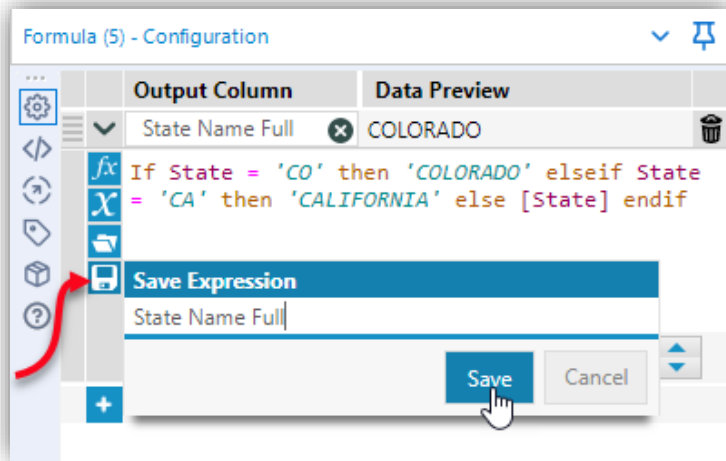 Formula (5) - Configuration
Output Column Data Preview
State Name Full COLORADO
fx If State = 'CO' then 'COLORADO' elseif State
X = 'CA' then 'CALIFORNIA' else [State] endif
Save Expression
State Name Full
Save Cancel